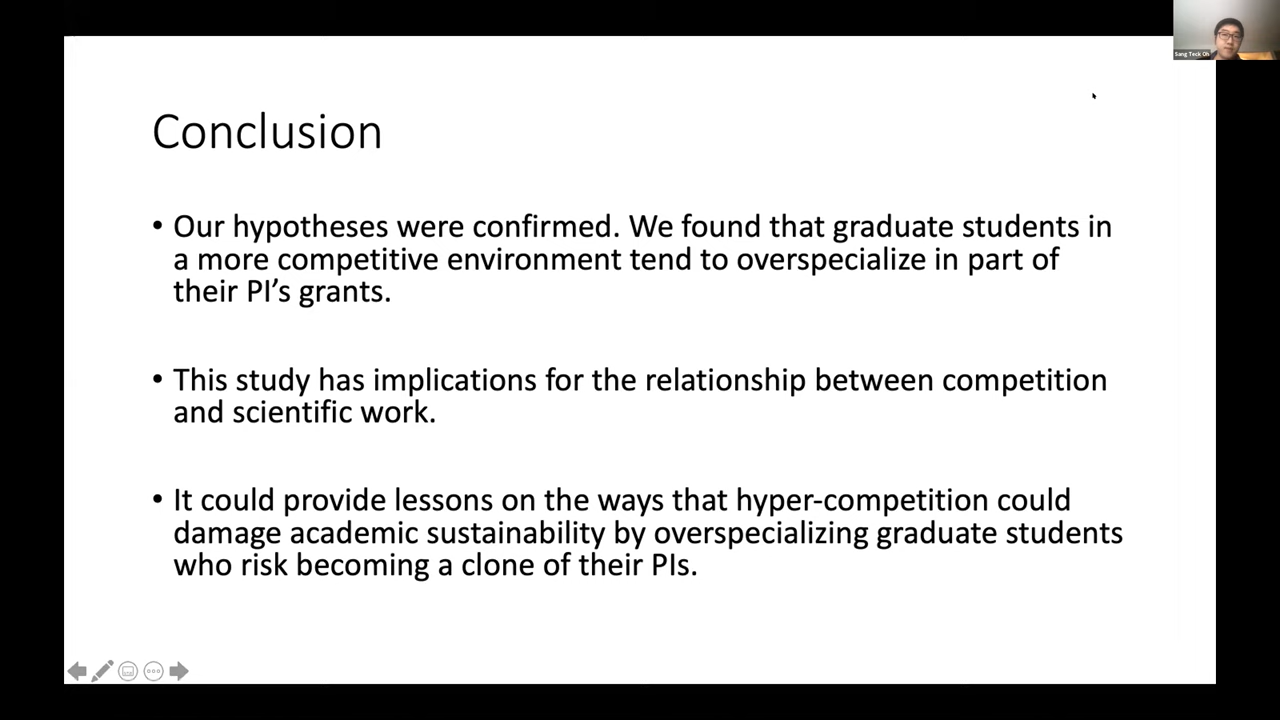 Sang Teck Oh
Conclusion
• Our hypotheses were confirmed. We found that graduate students in
a more competitive environment tend to overspecialize in part of
their PI’s grants.
• This study has implications for the relationship between competition
and scientific work.
• It could provide lessons on the ways that hyper-competition could
damage academic sustainability by overspecializing graduate students
who risk becoming a clone of their PIs.